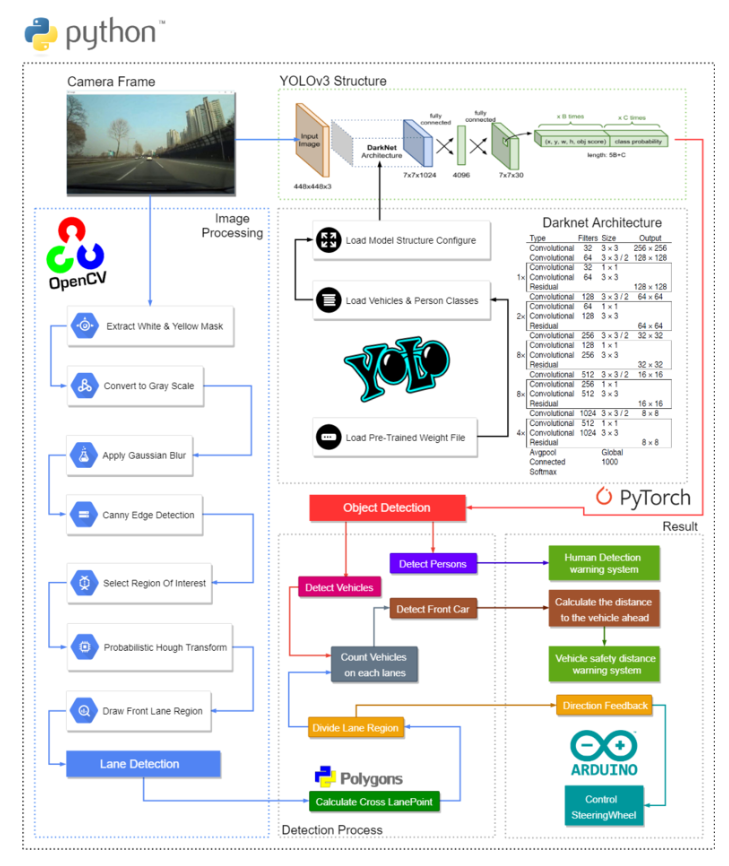 python™
Camera Frame
YOLOv3 Structure
Input
Image
448x448x3
DarkNet
Architecture
7x7x1024
fully
connected
4096
fully
connected
7x7x30
x B times
x C times
(x, y, w, h, obj score)
class probability
length: 5B+C
Image
Processing
OpenCV
Extract White & Yellow Mask
Convert to Gray Scale
Apply Gaussian Blur
Canny Edge Detection
Select Region Of Interest
Probabilistic Hough Transform
Draw Front Lane Region
Lane Detection
Load Model Structure Configure
Load Vehicles & Person Classes
YOLO
Load Pre-Trained Weight File
Darknet Architecture
Type Filters Size Output
Convolutional 32 3 × 3 256 × 256
Convolutional 64 3 × 3 / 2 128 × 128
Convolutional 32 1 × 1
1× Convolutional 64 3 × 3
Residual 128 × 128
Convolutional 128 3 × 3 / 2 64 × 64
Convolutional 64 1 × 1
2× Convolutional 128 3 × 3
Residual 64 × 64
Convolutional 256 3 × 3 / 2 32 × 32
Convolutional 128 1 × 1
8× Convolutional 256 3 × 3
Residual 32 × 32
Convolutional 512 3 × 3 / 2 16 × 16
Convolutional 256 1 × 1
8× Convolutional 512 3 × 3
Residual 16 × 16
Convolutional 1024 3 × 3 / 2 8 × 8
Convolutional 512 1 × 1
4× Convolutional 1024 3 × 3
Residual 8 × 8
Avgpool Global
Connected 1000
Softmax
PyTorch
Object Detection
Result
Detect Persons
Detect Vehicles
Detect Front Car
Count Vehicles
on each lanes
Divide Lane Region
Polygons
Calculate Cross LanePoint
Detection Process
Human Detection
warning system
Calculate the distance
to the vehicle ahead
Vehicle safety distance
warning system
Direction Feedback
ARDUINO
Control
SteeringWheel